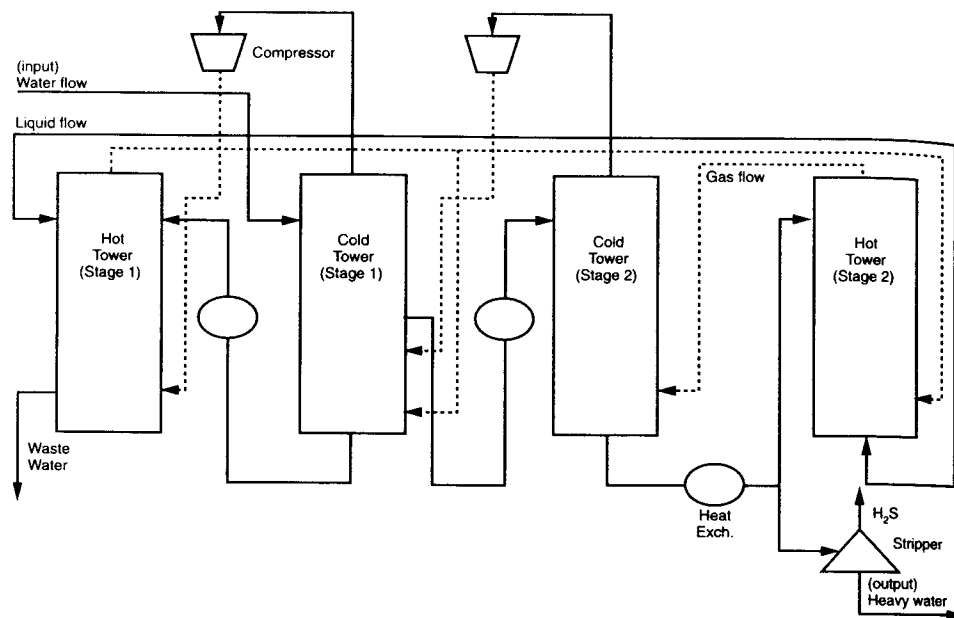 Compressor
(input)
Water flow
Liquid flow
Gas flow
Hot
Tower
(Stage 1)
Cold
Tower
(Stage 1)
Cold
Tower
(Stage 2)
Hot
Tower
(Stage 2)
Waste
Water
Heat
Exch.
H₂S
Stripper
(output)
Heavy water